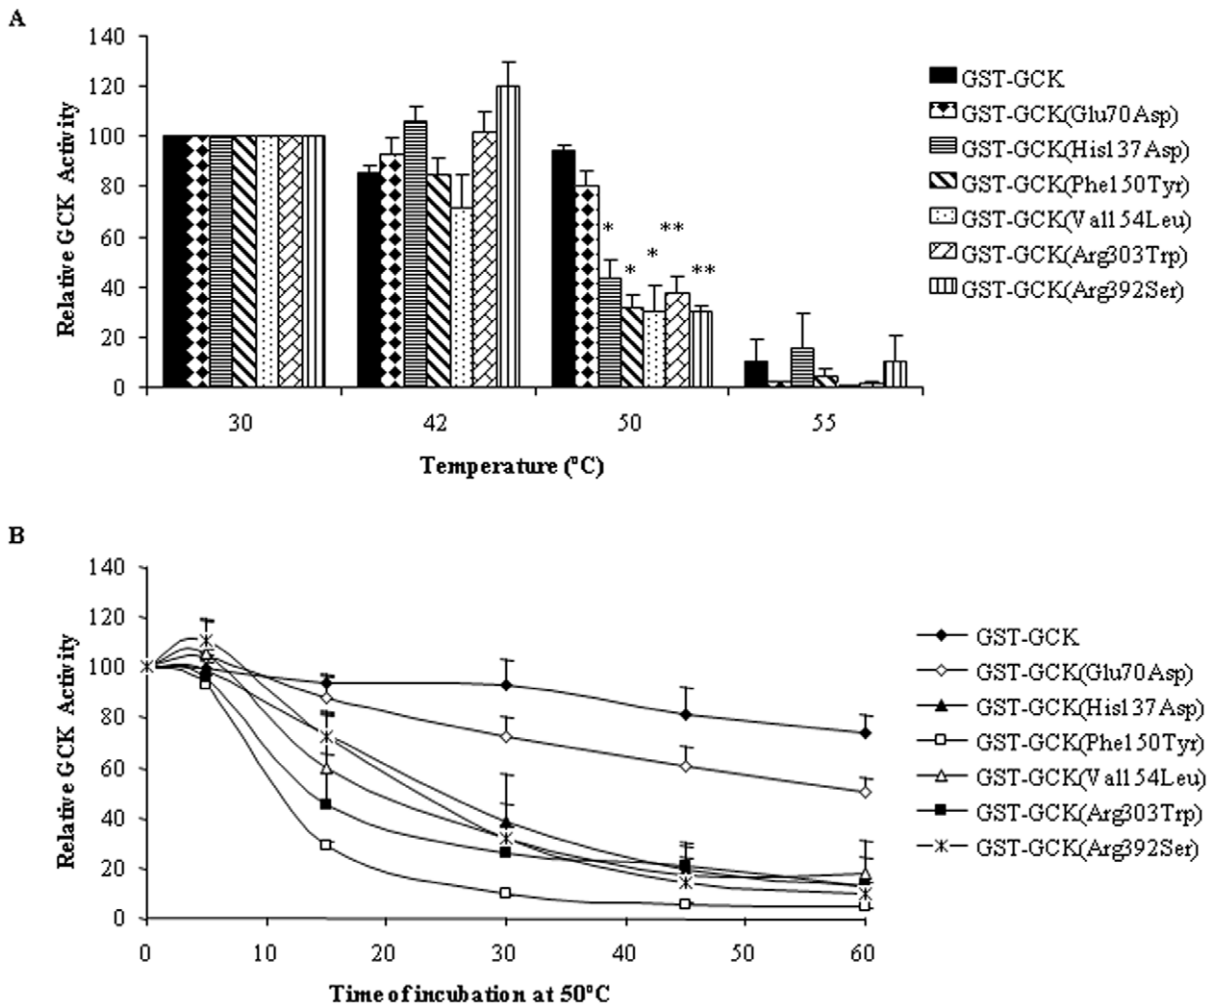 A
140
120
100
80
60
40
20
0
Relative GCK Activity
* * * ** **
30 42 50 55
Temperature (ºC)
GST-GCK
GST-GCK(Glu70Asp)
GST-GCK(His137Asp)
GST-GCK(Phe150Tyr)
GST-GCK(Val154Leu)
GST-GCK(Arg303Trp)
GST-GCK(Arg392Ser)
B
140
120
100
80
60
40
20
0
Relative GCK Activity
0 10 20 30 40 50 60
Time of incubation at 50ºC
GST-GCK
GST-GCK(Glu70Asp)
GST-GCK(His137Asp)
GST-GCK(Phe150Tyr)
GST-GCK(Val154Leu)
GST-GCK(Arg303Trp)
GST-GCK(Arg392Ser)